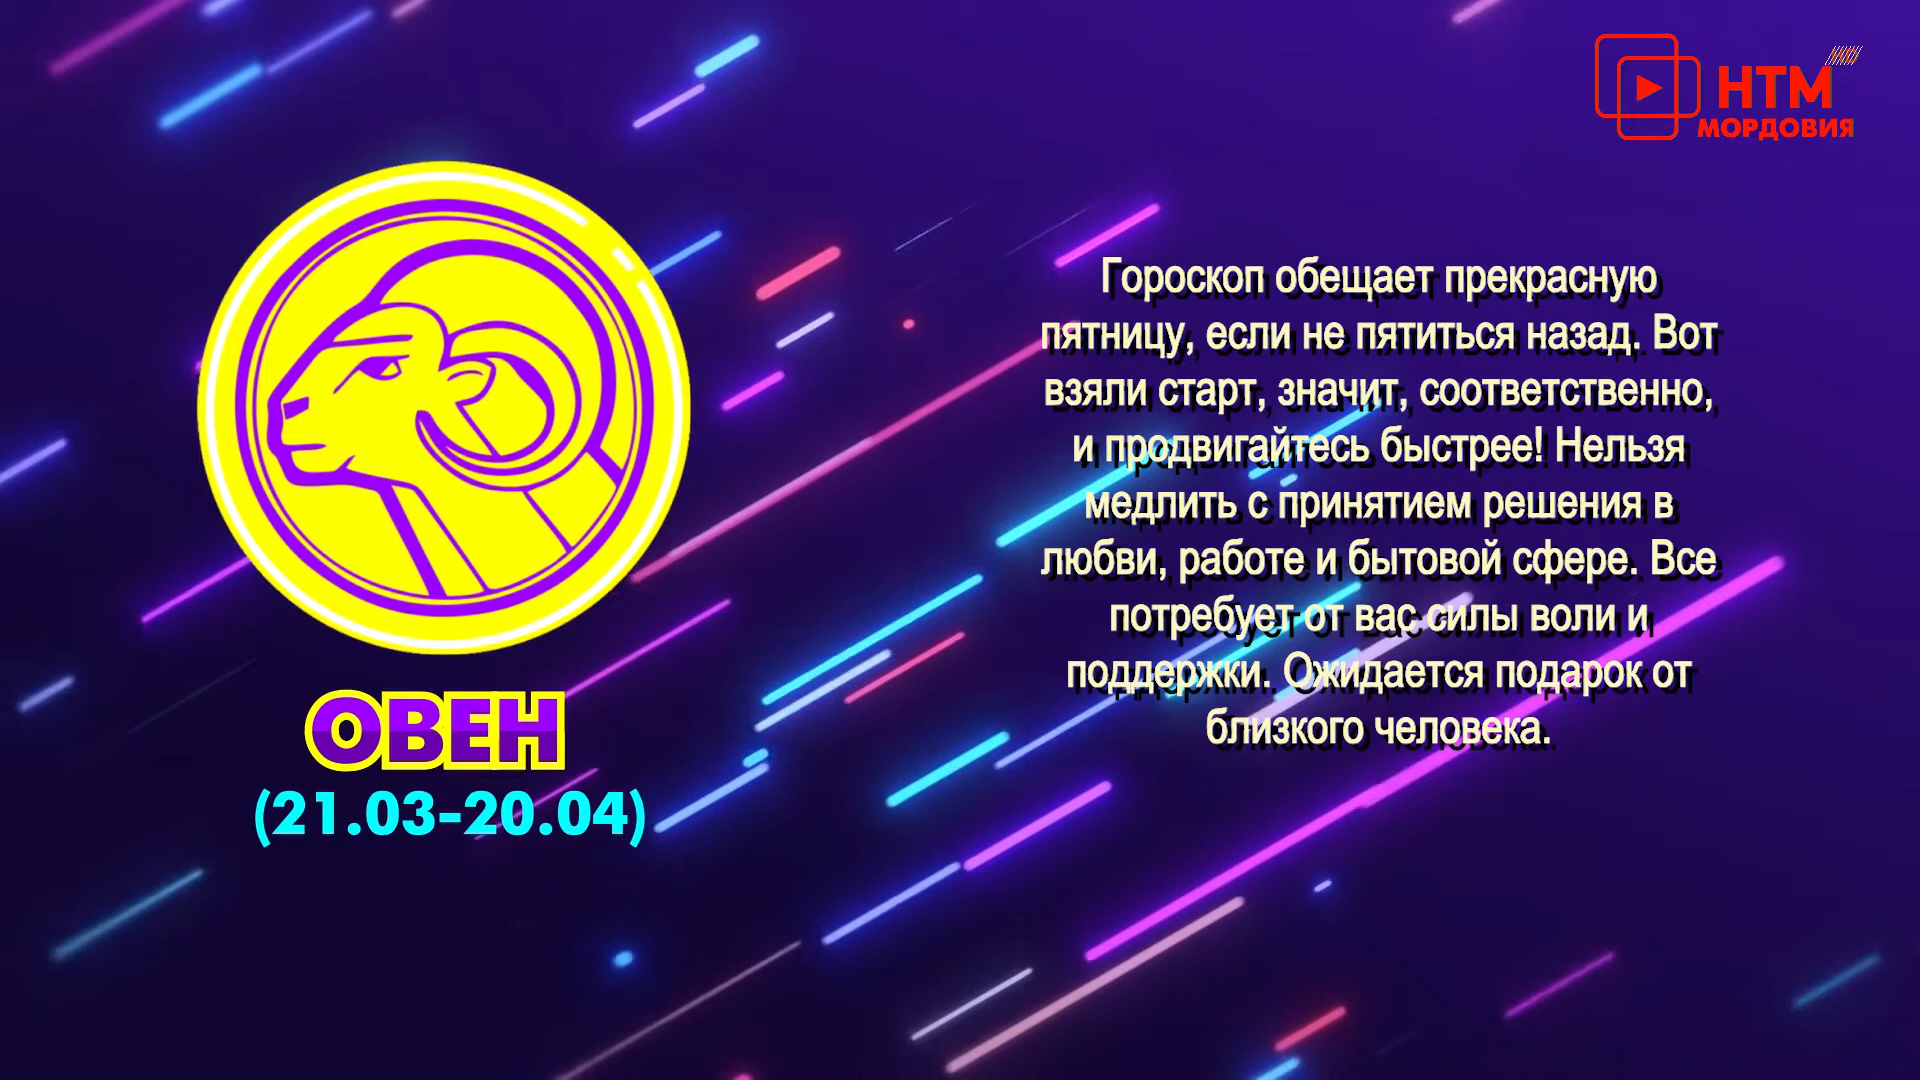 НТМ
МОРДОВИЯ
Гороскоп обещает прекрасную
пятницу, если не пятиться назад. Вот
взяли старт, значит, соответственно,
и продвигайтесь быстрее! Нельзя
медлить с принятием решения в
любви, работе и бытовой сфере. Все
потребует от вас силы воли и
поддержки. Ожидается подарок от
близкого человека.
ОВЕН
(21.03-20.04)